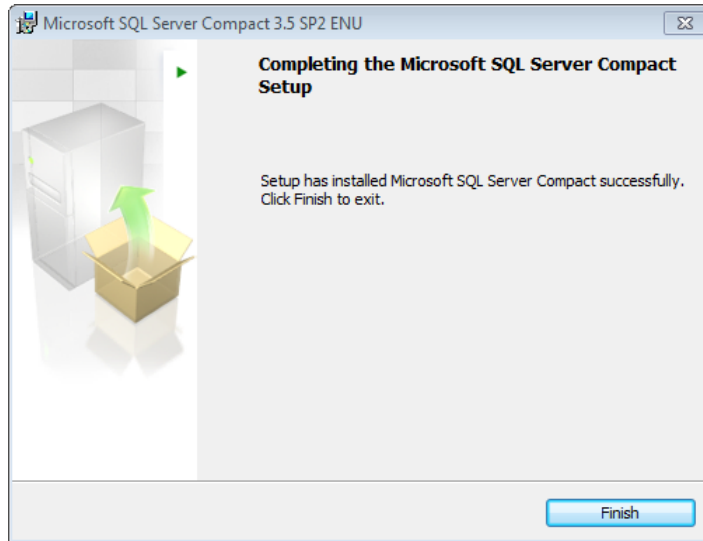 Microsoft SQL Server Compact 3.5 SP2 ENU
Completing the Microsoft SQL Server Compact
Setup
Setup has installed Microsoft SQL Server Compact successfully.
Click Finish to exit.
Finish